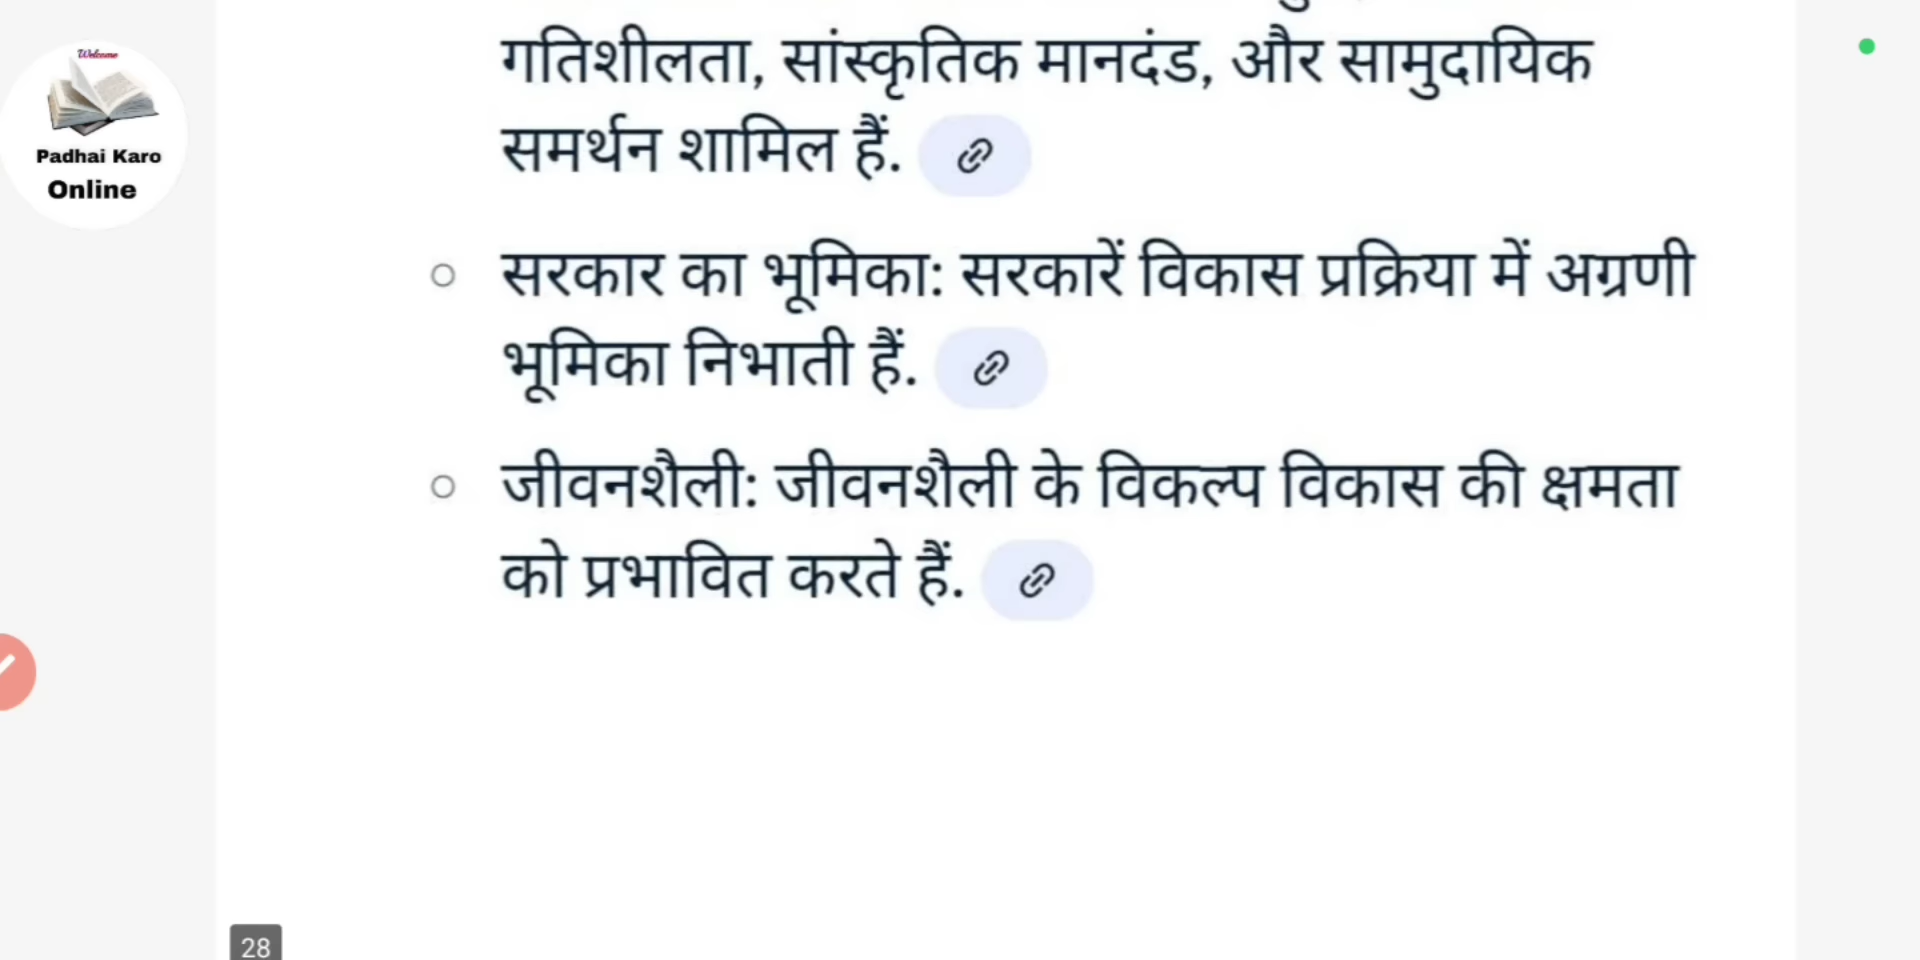 Welcome
Padhai Karo
Online
गतिशीलता, सांस्कृतिक मानदंड, और सामुदायिक
समर्थन शामिल हैं.
सरकार का भूमिका: सरकारें विकास प्रक्रिया में अग्रणी
भूमिका निभाती हैं.
जीवनशैली: जीवनशैली के विकल्प विकास की क्षमता
को प्रभावित करते हैं.
28